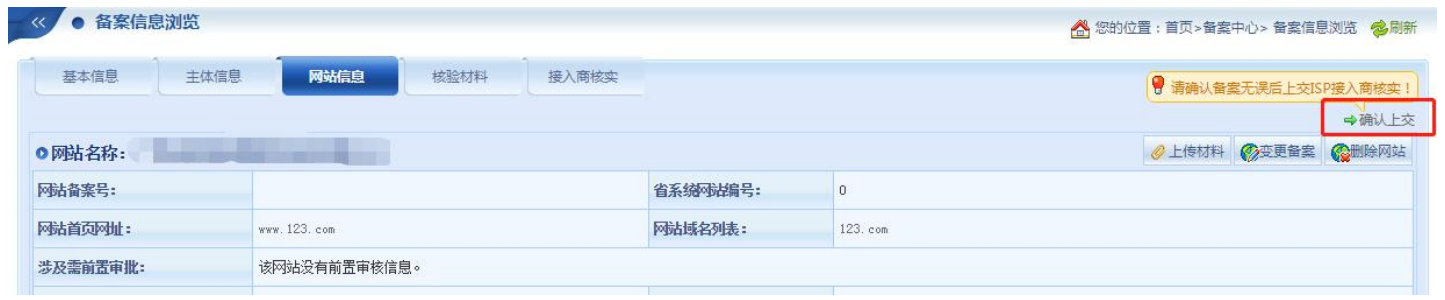 备案信息浏览
您的位置：首页>备案中心> 备案信息浏览 刷新
基本信息 主体信息 网站信息 核验材料 接入商核实
请确认备案无误后上交ISP接入商核实！
确认上交
网站名称：
上传材料 变更备案 删除网站
网站备案号： 省系统网站编号： 0
网站首页网址： www.123.com 网站域名列表： 123.com
涉及需前置审批： 该网站没有前置审核信息。